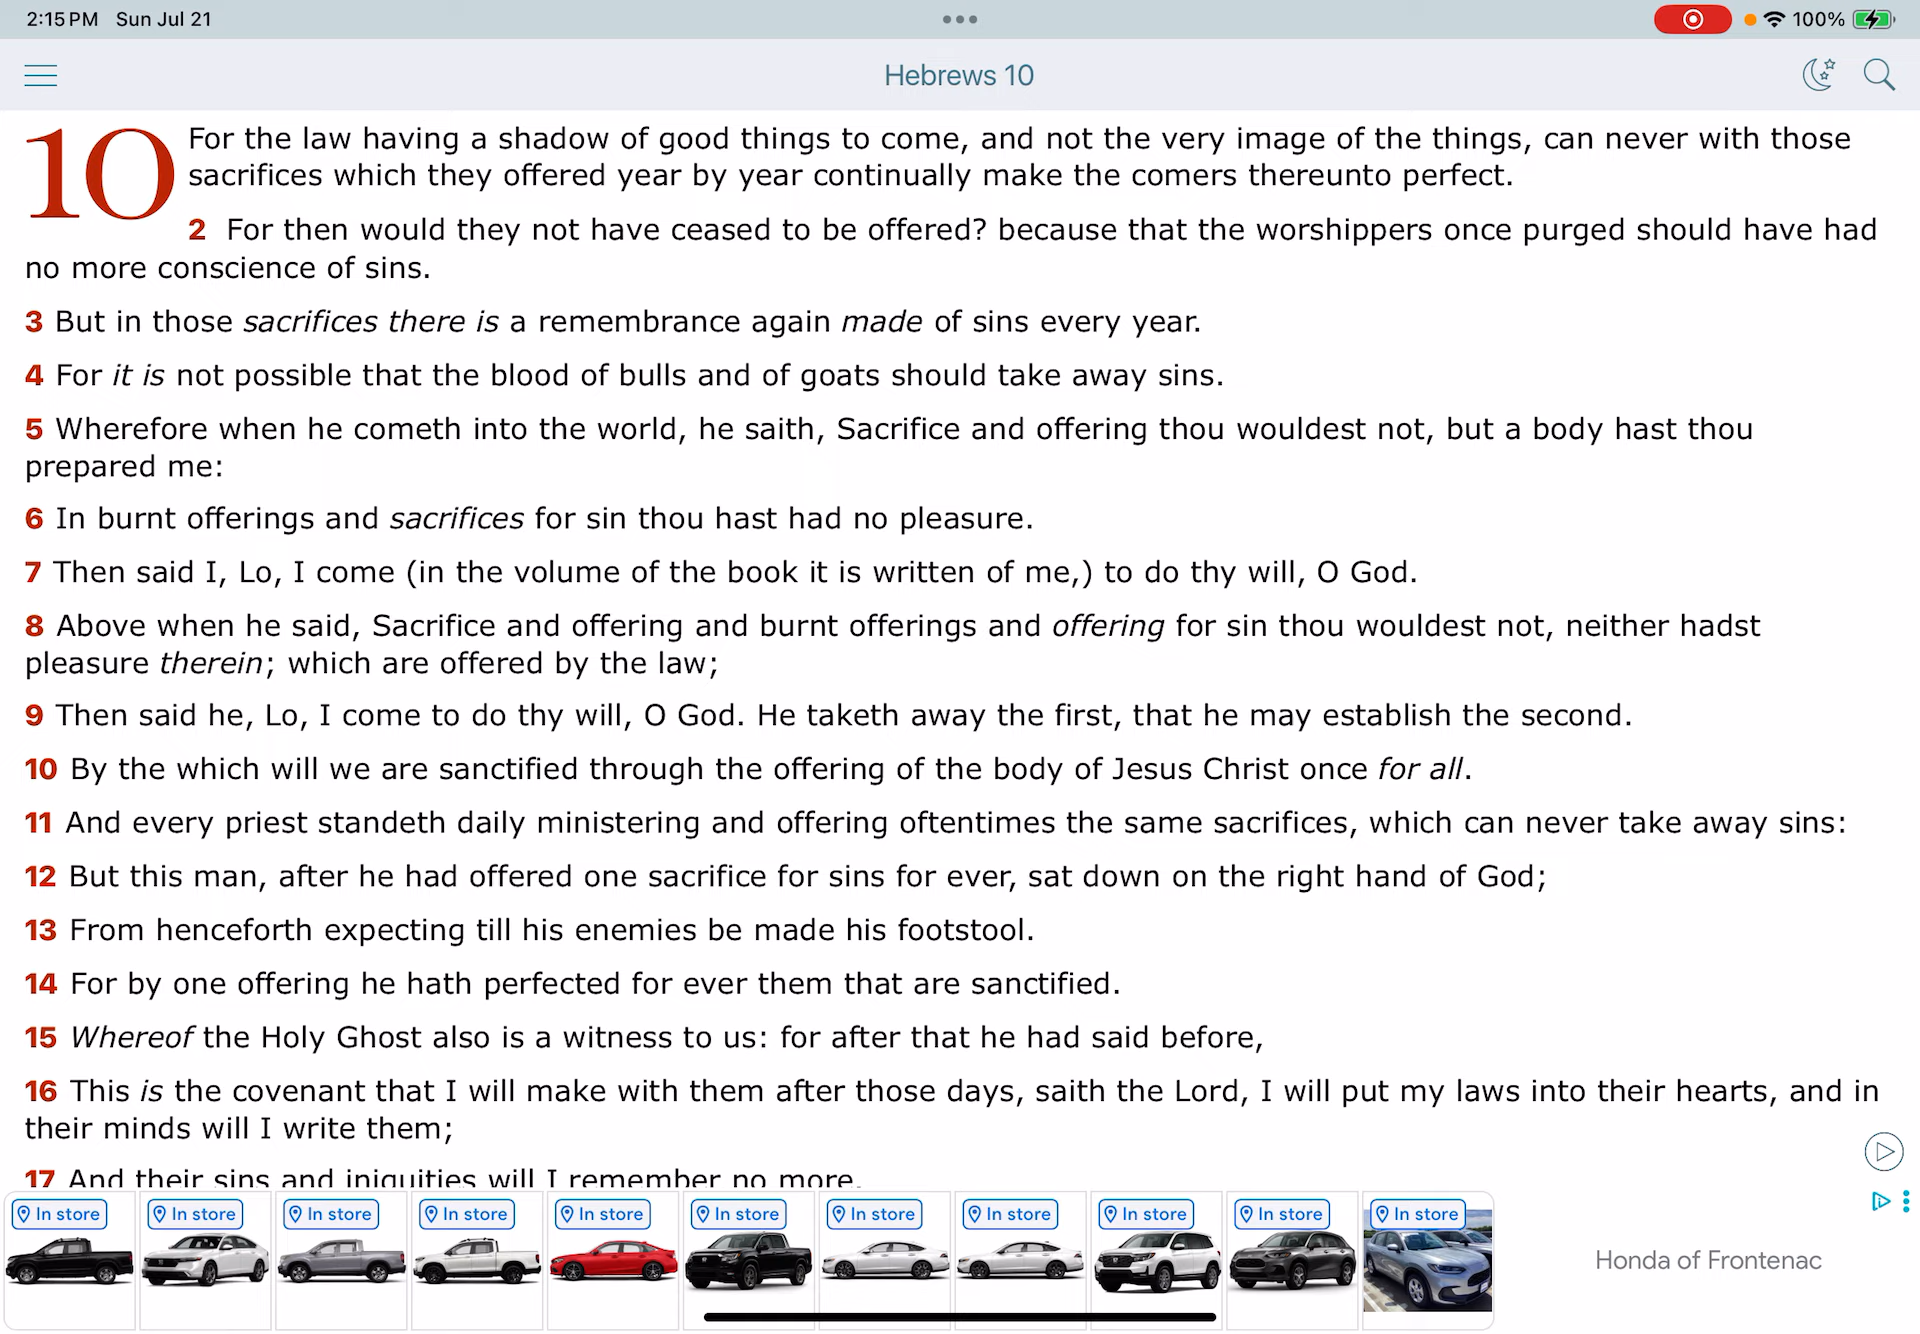 2:15 PM Sun Jul 21
100%
Hebrews 10
10 For the law having a shadow of good things to come, and not the very image of the things, can never with those
sacrifices which they offered year by year continually make the comers thereunto perfect.
2 For then would they not have ceased to be offered? because that the worshippers once purged should have had
no more conscience of sins.
3 But in those sacrifices there is a remembrance again made of sins every year.
4 For it is not possible that the blood of bulls and of goats should take away sins.
5 Wherefore when he cometh into the world, he saith, Sacrifice and offering thou wouldest not, but a body hast thou
prepared me:
6 In burnt offerings and sacrifices for sin thou hast had no pleasure.
7 Then said I, Lo, I come (in the volume of the book it is written of me,) to do thy will, O God.
8 Above when he said, Sacrifice and offering and burnt offerings and offering for sin thou wouldest not, neither hadst
pleasure therein; which are offered by the law;
9 Then said he, Lo, I come to do thy will, O God. He taketh away the first, that he may establish the second.
10 By the which will we are sanctified through the offering of the body of Jesus Christ once for all.
11 And every priest standeth daily ministering and offering oftentimes the same sacrifices, which can never take away sins:
12 But this man, after he had offered one sacrifice for sins for ever, sat down on the right hand of God;
13 From henceforth expecting till his enemies be made his footstool.
14 For by one offering he hath perfected for ever them that are sanctified.
15 Whereof the Holy Ghost also is a witness to us: for after that he had said before,
16 This is the covenant that I will make with them after those days, saith the Lord, I will put my laws into their hearts, and in
their minds will I write them;
17 And their sins and iniquities will I remember no more.
In store In store In store In store In store In store In store In store In store In store In store
Honda of Frontenac